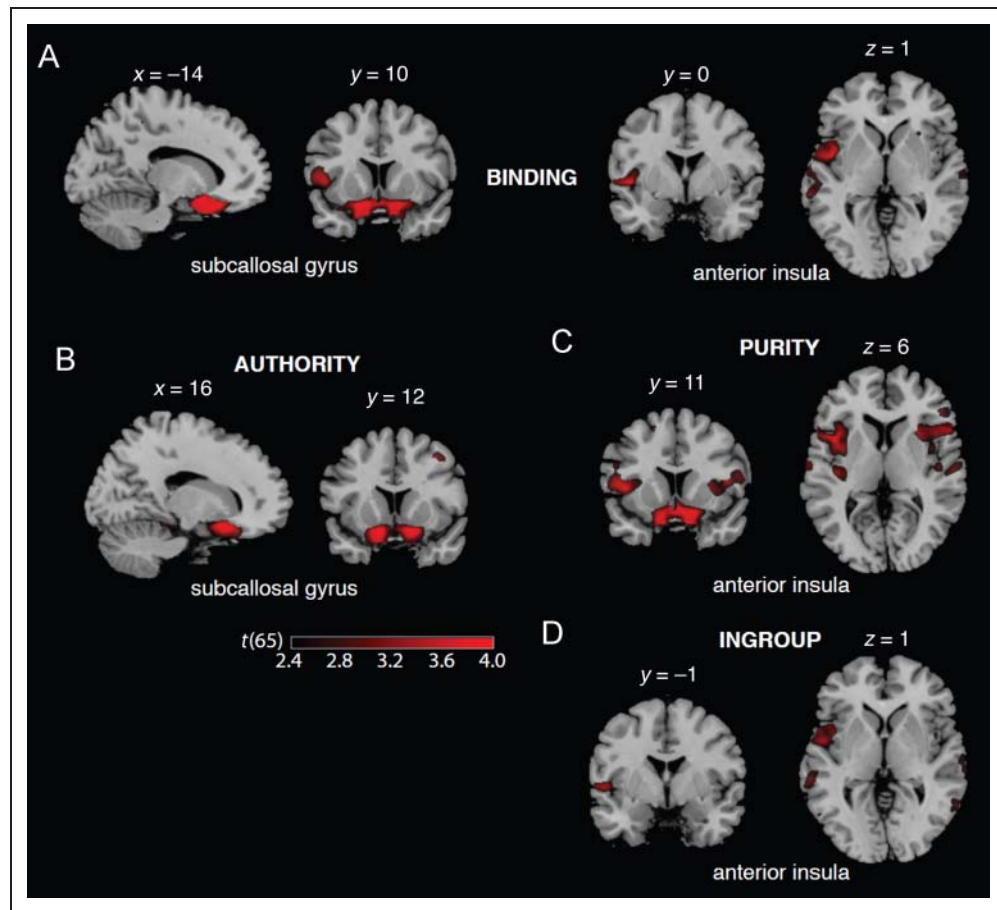 A
x = –14
y = 10
BINDING
y = 0
z = 1
subcallosal gyrus
anterior insula
B
AUTHORITY
x = 16
y = 12
subcallosal gyrus
C
PURITY
y = 11
z = 6
anterior insula
t(65)
2.4 2.8 3.2 3.6 4.0
D
INGROUP
y = –1
z = 1
anterior insula